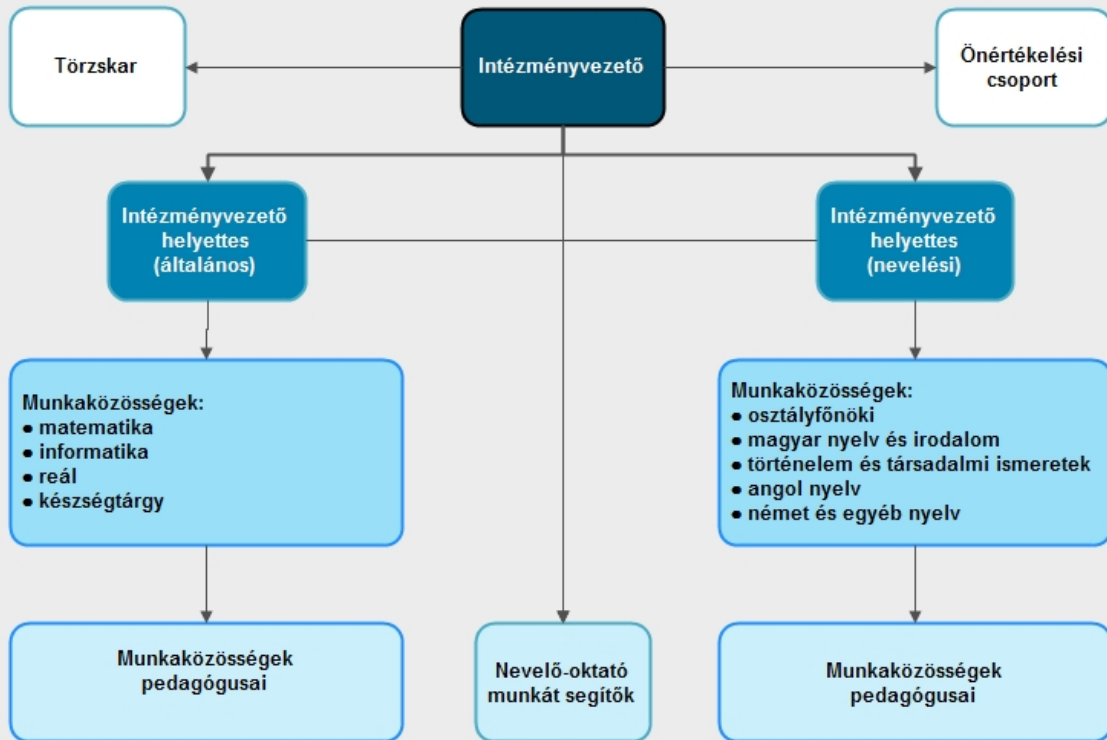 Törzskar
Intézményvezető
Önértékelési
csoport
Intézményvezető
helyettes
(általános)
Intézményvezető
helyettes
(nevelési)
Munkaközösségek:
● matematika
● informatika
● reál
● készségtárgy
Munkaközösségek:
● osztályfőnöki
● magyar nyelv és irodalom
● történelem és társadalmi ismeretek
● angol nyelv
● német és egyéb nyelv
Munkaközösségek
pedagógusai
Nevelő-oktató
munkát segítők
Munkaközösségek
pedagógusai